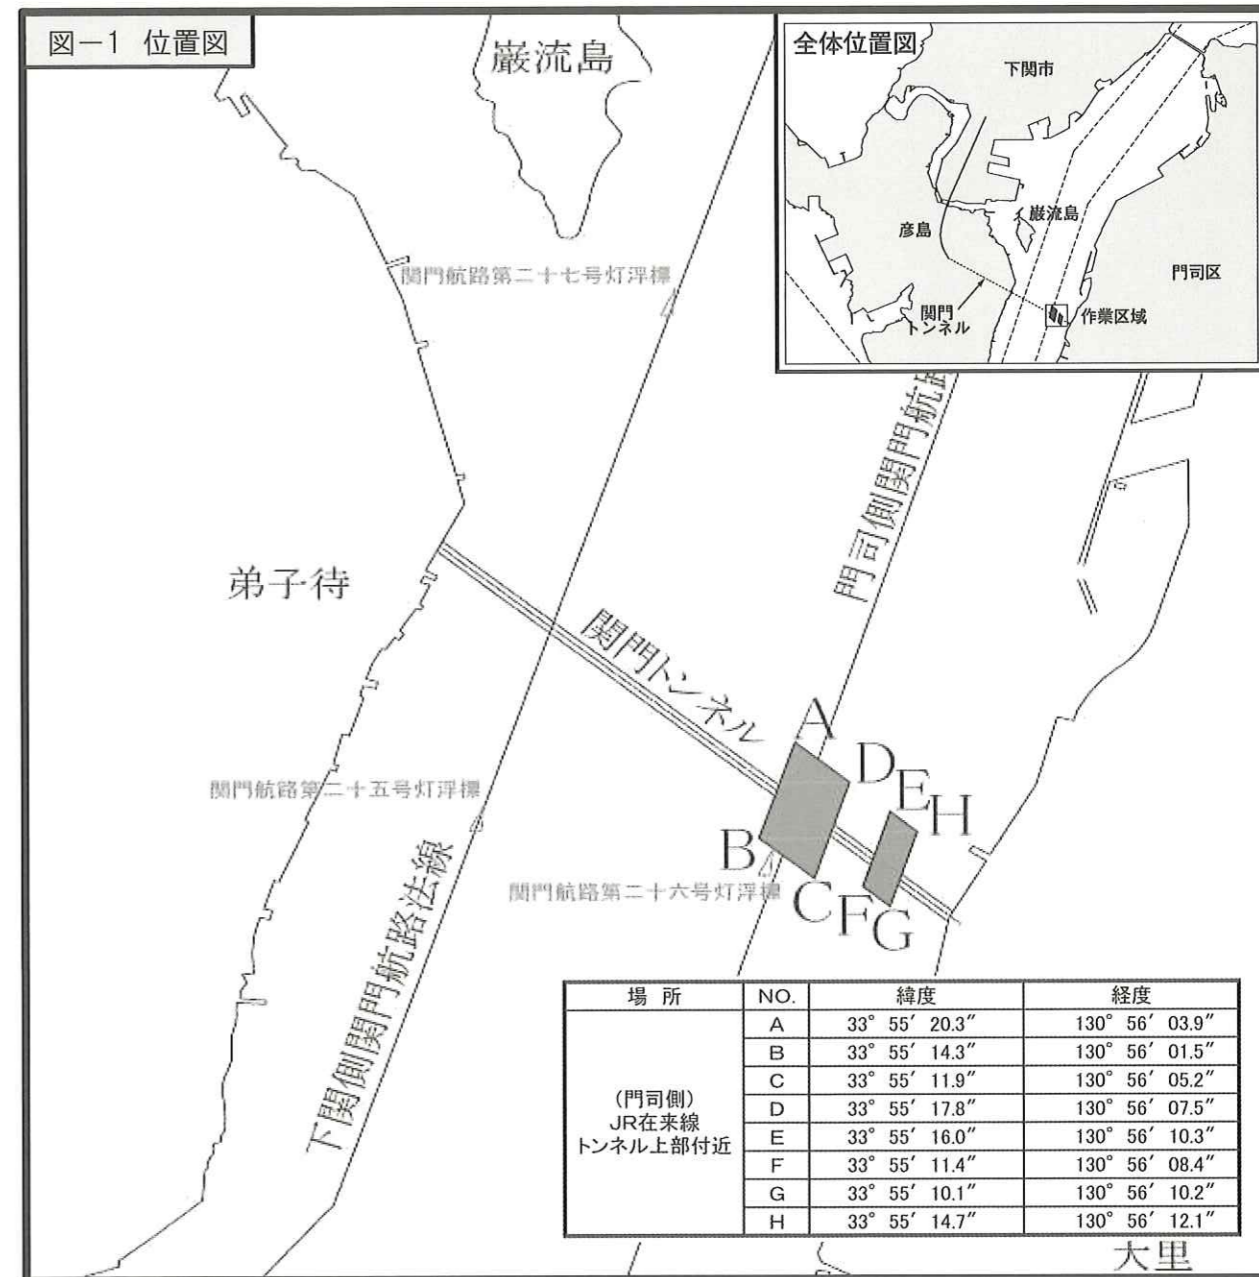 図－1 位置図
巌流島
全体位置図
下関市
巌流島
彦島
門司区
関門
トンネル
作業区域
関門航路第二十七号灯浮標
門司側関門航路
弟子待
関門トンネル
A
D
E
H
関門航路第二十五号灯浮標
B
関門航路第二十六号灯浮標
C
F
G
下関側関門航路法線
場 所 NO. 緯度 経度
(門司側)
JR在来線
トンネル上部付近
A 33° 55′ 20.3″ 130° 56′ 03.9″
B 33° 55′ 14.3″ 130° 56′ 01.5″
C 33° 55′ 11.9″ 130° 56′ 05.2″
D 33° 55′ 17.8″ 130° 56′ 07.5″
E 33° 55′ 16.0″ 130° 56′ 10.3″
F 33° 55′ 11.4″ 130° 56′ 08.4″
G 33° 55′ 10.1″ 130° 56′ 10.2″
H 33° 55′ 14.7″ 130° 56′ 12.1″
大里